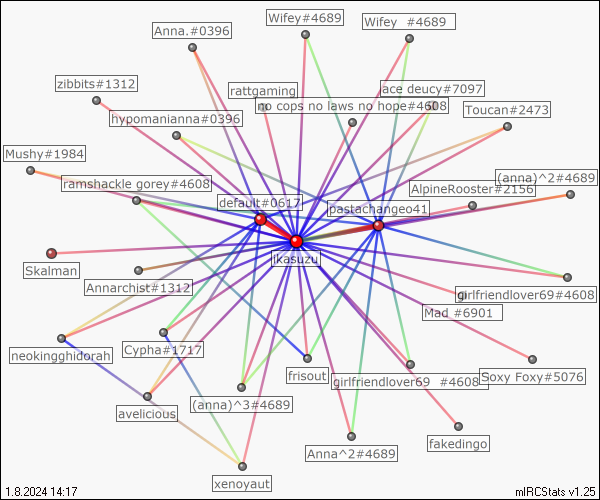 Wifey#4689
Wifey  #4689
Anna.#0396
zibbits#1312
rattgaming
ace deucy#7097
no cops no laws no hope#4608
hypomanianna#0396
Toucan#2473
Mushy#1984
ramshackle gorey#4608
(anna)^2#4689
AlpineRooster#2156
default#0617
pastachangeo41
ikasuzu
Skalman
Annarchist#1312
girlfriendlover69#4608
Mad #6901
neokingghidorah
Cypha#1717
frisout
girlfriendlover69  #4608
Soxy Foxy#5076
avelicious
(anna)^3#4689
fakedingo
Anna^2#4689
xenoyaut
1.8.2024 14:17
mIRCStats v1.25